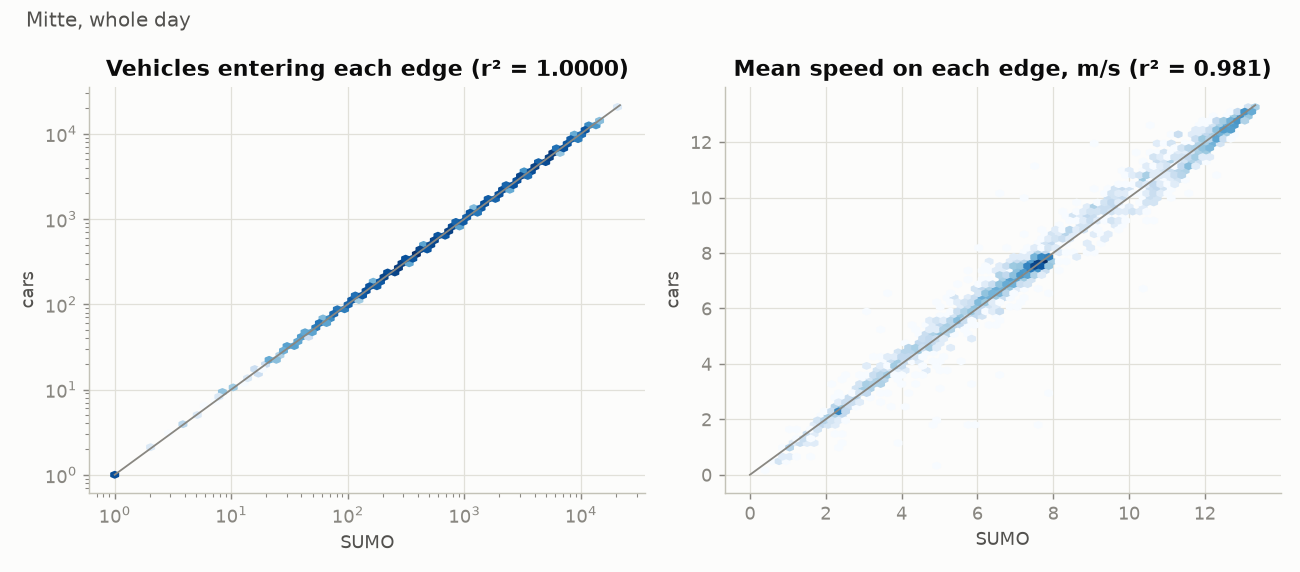 Mitte, whole day
Vehicles entering each edge (r² = 1.0000)
10⁴
10³
10²
10¹
10⁰
cars
10⁰ 10¹ 10² 10³ 10⁴
SUMO
Mean speed on each edge, m/s (r² = 0.981)
12
10
8
6
4
2
0
cars
0 2 4 6 8 10 12
SUMO